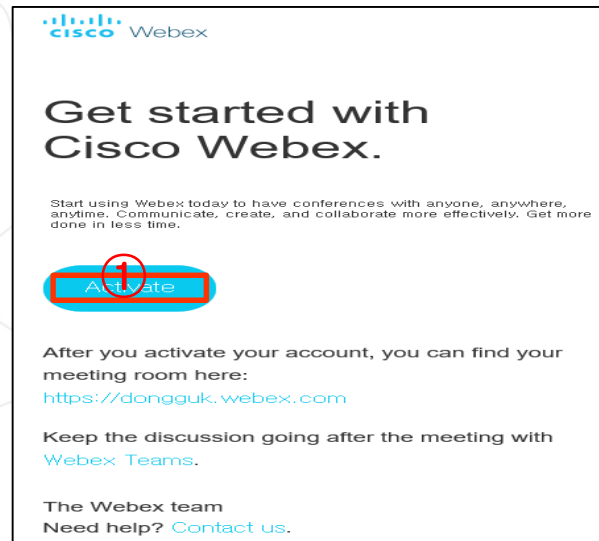 CISCO Webex
Get started with
Cisco Webex.
Start using Webex today to have conferences with anyone, anywhere,
anytime. Communicate, create, and collaborate more effectively. Get more
done in less time.
①
Activate
After you activate your account, you can find your
meeting room here:
https://dongguk.webex.com
Keep the discussion going after the meeting with
Webex Teams.
The Webex team
Need help? Contact us.